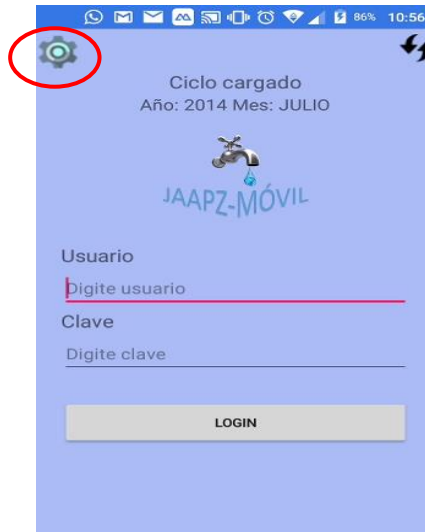 86% 10:56
Ciclo cargado
Año: 2014 Mes: JULIO
JAAPZ-MÓVIL
Usuario
Digite usuario
Clave
Digite clave
LOGIN